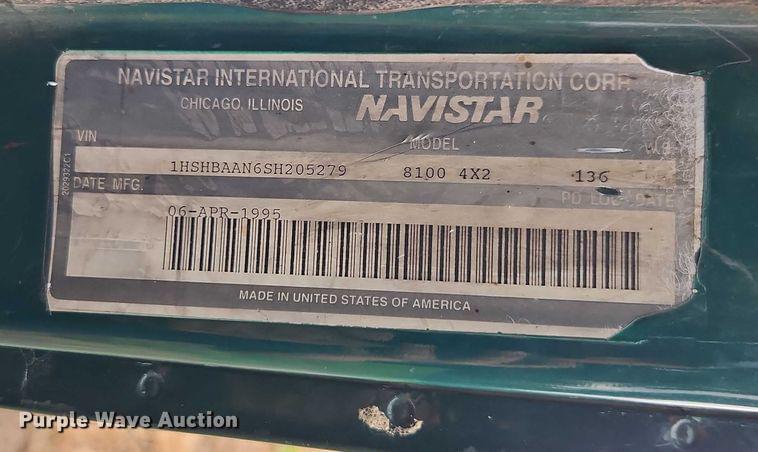 NAVISTAR INTERNATIONAL TRANSPORTATION CORP
CHICAGO, ILLINOIS NAVISTAR
VIN MODEL
1HSHBAAN6SH205279 8100 4X2 136
DATE MFG. PD LOC DATE
06-APR-1995
2029322C1
MADE IN UNITED STATES OF AMERICA
Purple Wave Auction